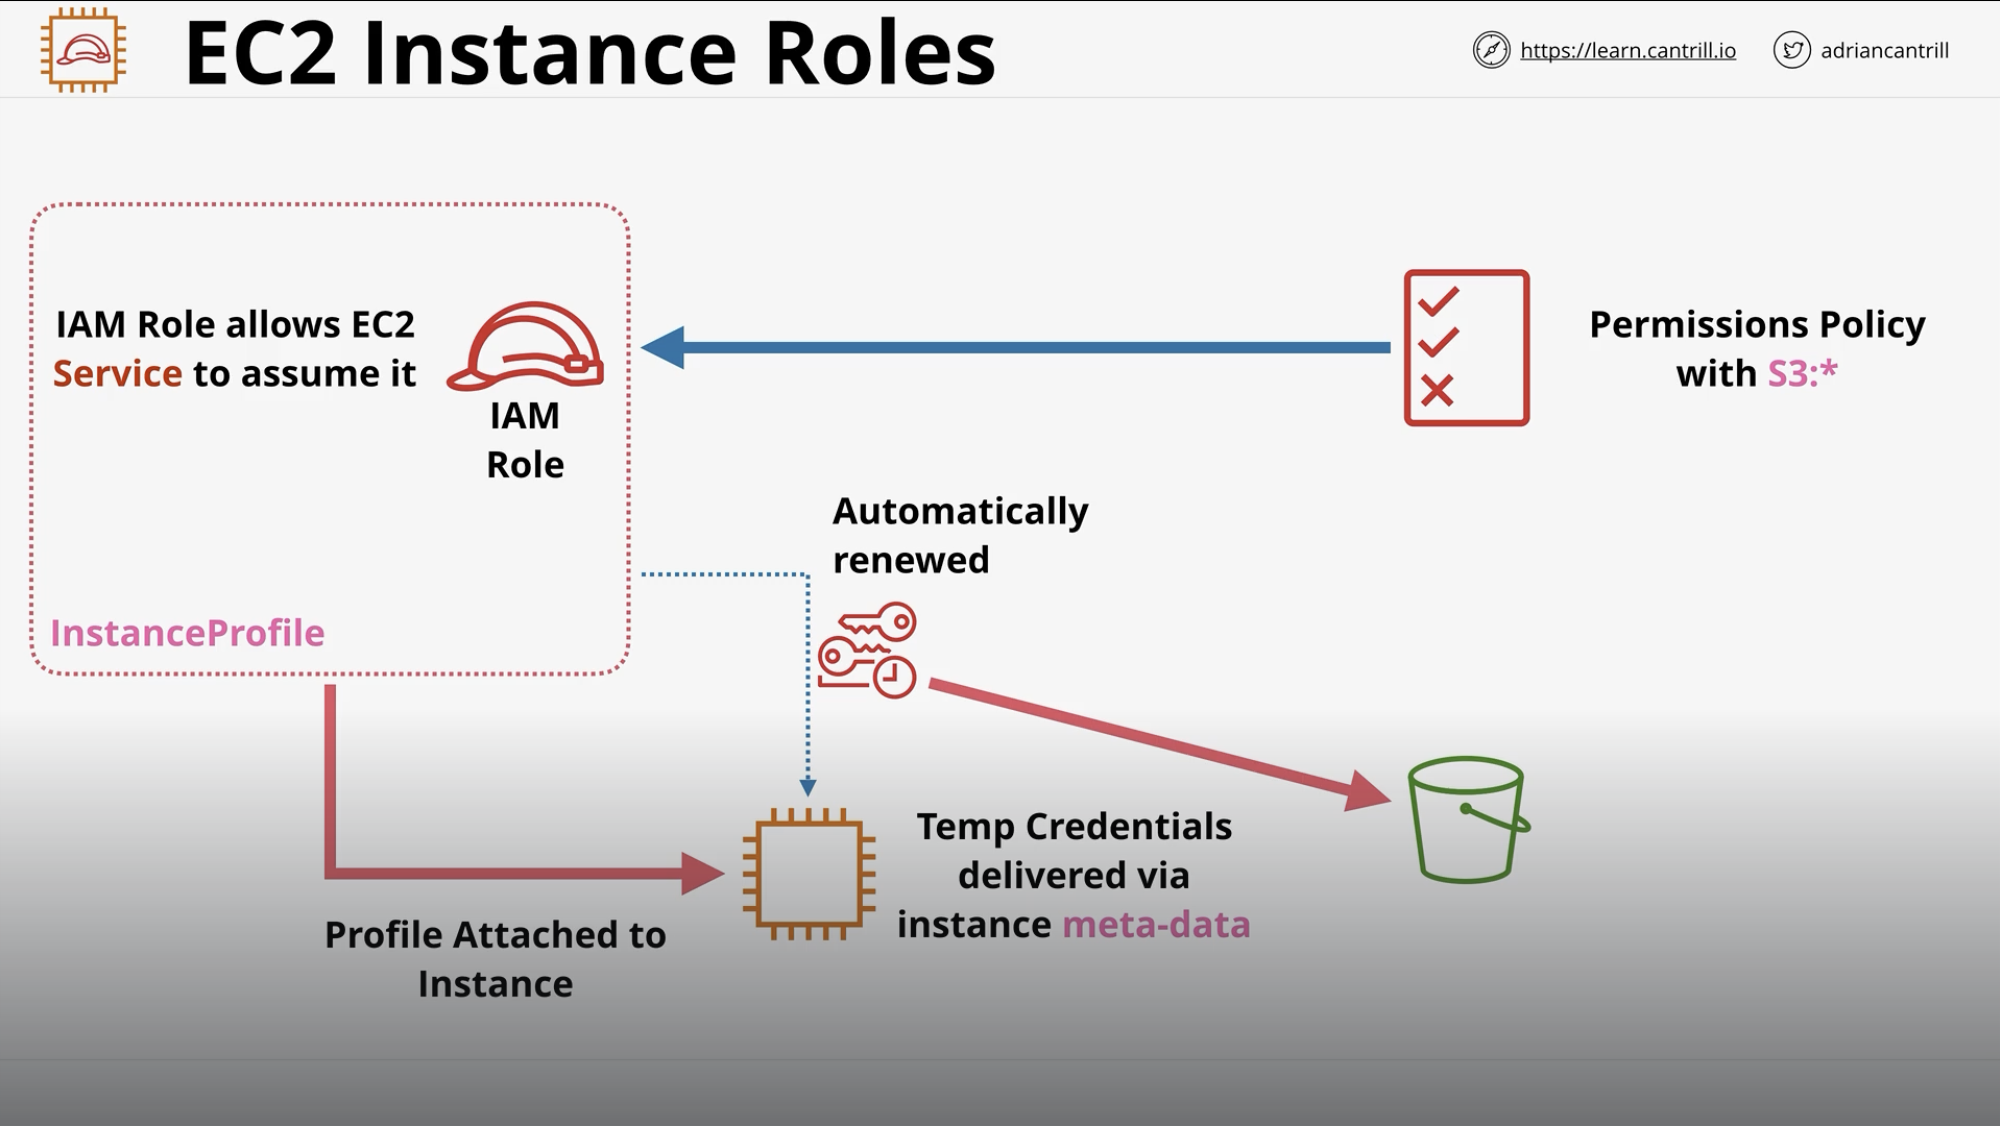 EC2 Instance Roles
https://learn.cantrill.io
adriancantrill
IAM Role allows EC2
Service to assume it
IAM
Role
InstanceProfile
Permissions Policy
with S3:*
Automatically
renewed
Temp Credentials
delivered via
instance meta-data
Profile Attached to
Instance